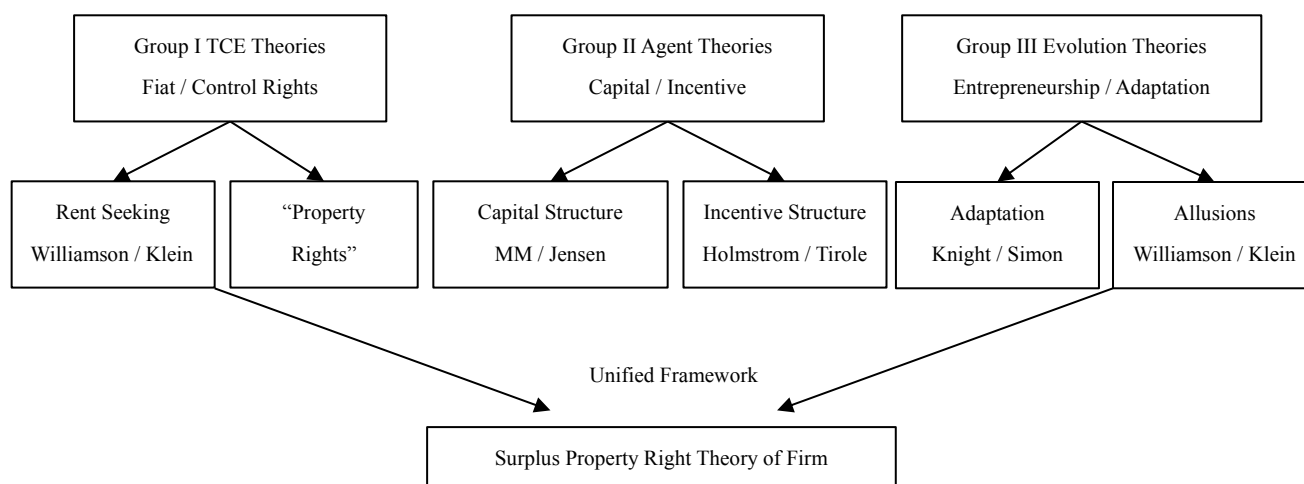 Group I TCE Theories
Fiat / Control Rights
Group II Agent Theories
Capital / Incentive
Group III Evolution Theories
Entrepreneurship / Adaptation
Rent Seeking
Williamson / Klein
“Property
Rights”
Capital Structure
MM / Jensen
Incentive Structure
Holmstrom / Tirole
Adaptation
Knight / Simon
Allusions
Williamson / Klein
Unified Framework
Surplus Property Right Theory of Firm